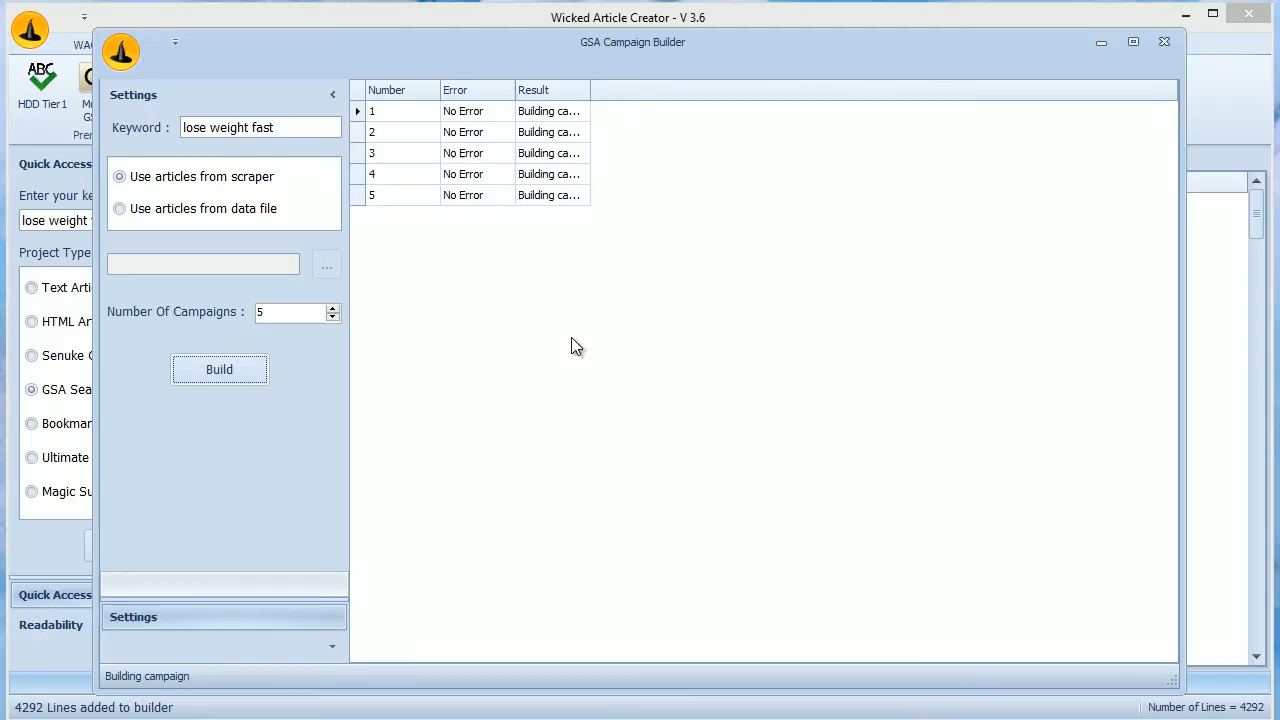 Wicked Article Creator - V 3.6
GSA Campaign Builder
WA
ABC
HDD Tier1
Prer
Quick Access
Enter your ke
lose weight
Project Type
Text Arti
HTML Ar
Senuke
GSA Sea
Bookmar
Ultimate
Magic Su
Quick Access
Readability
Settings
Keyword :
lose weight fast
Use articles from scraper
Use articles from data file
...
Number Of Campaigns :
5
Build
Settings
Number Error Result
1 No Error Building ca...
2 No Error Building ca...
3 No Error Building ca...
4 No Error Building ca...
5 No Error Building ca...
Building campaign
4292 Lines added to builder
Number of Lines = 4292